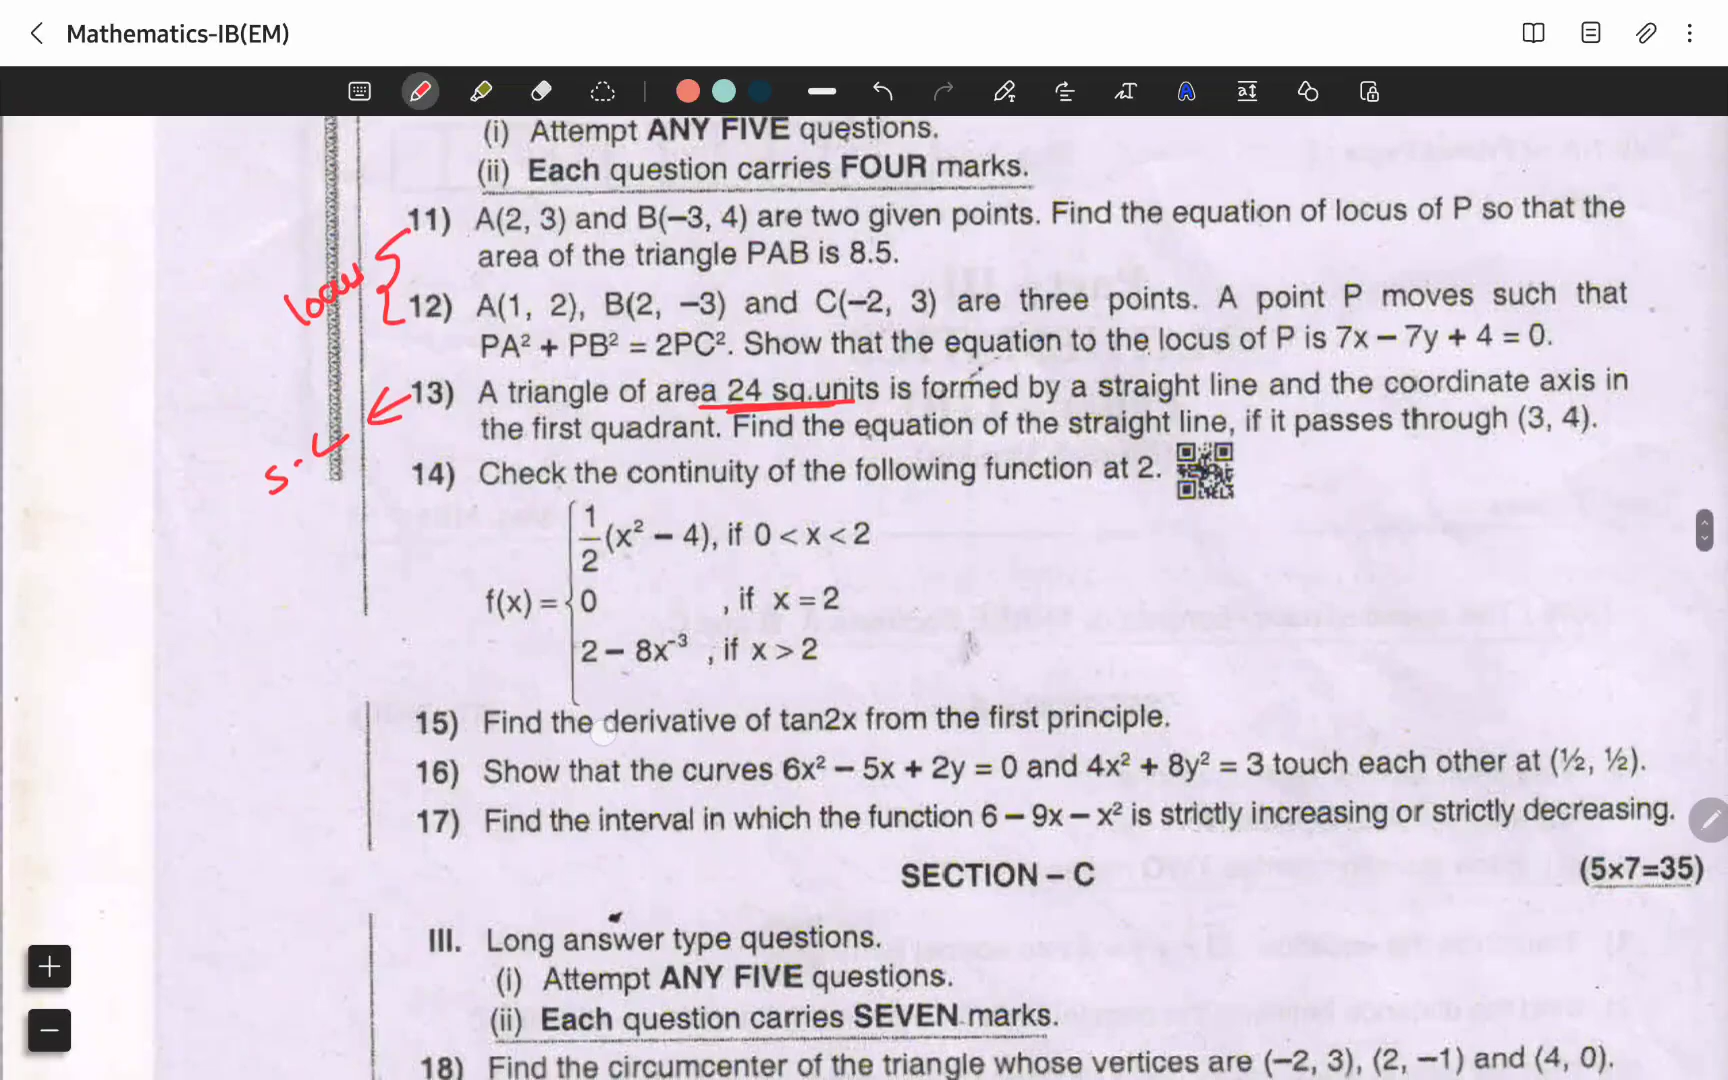 Mathematics-IB(EM)
(i) Attempt ANY FIVE questions.
(ii) Each question carries FOUR marks.
11) A(2, 3) and B(−3, 4) are two given points. Find the equation of locus of P so that the
area of the triangle PAB is 8.5.
locus
12) A(1, 2), B(2, −3) and C(−2, 3) are three points. A point P moves such that
PA² + PB² = 2PC². Show that the equation to the locus of P is 7x − 7y + 4 = 0.
13) A triangle of area 24 sq.units is formed by a straight line and the coordinate axis in
the first quadrant. Find the equation of the straight line, if it passes through (3, 4).
S.L
14) Check the continuity of the following function at 2.
1/2 (x² − 4), if 0 < x < 2
f(x) = { 0 , if x = 2
2 − 8x⁻³ , if x > 2
15) Find the derivative of tan2x from the first principle.
16) Show that the curves 6x² − 5x + 2y = 0 and 4x² + 8y² = 3 touch each other at (½, ½).
17) Find the interval in which the function 6 − 9x − x² is strictly increasing or strictly decreasing.
SECTION − C (5×7=35)
III. Long answer type questions.
(i) Attempt ANY FIVE questions.
(ii) Each question carries SEVEN marks.
18) Find the circumcenter of the triangle whose vertices are (−2, 3), (2, −1) and (4, 0).